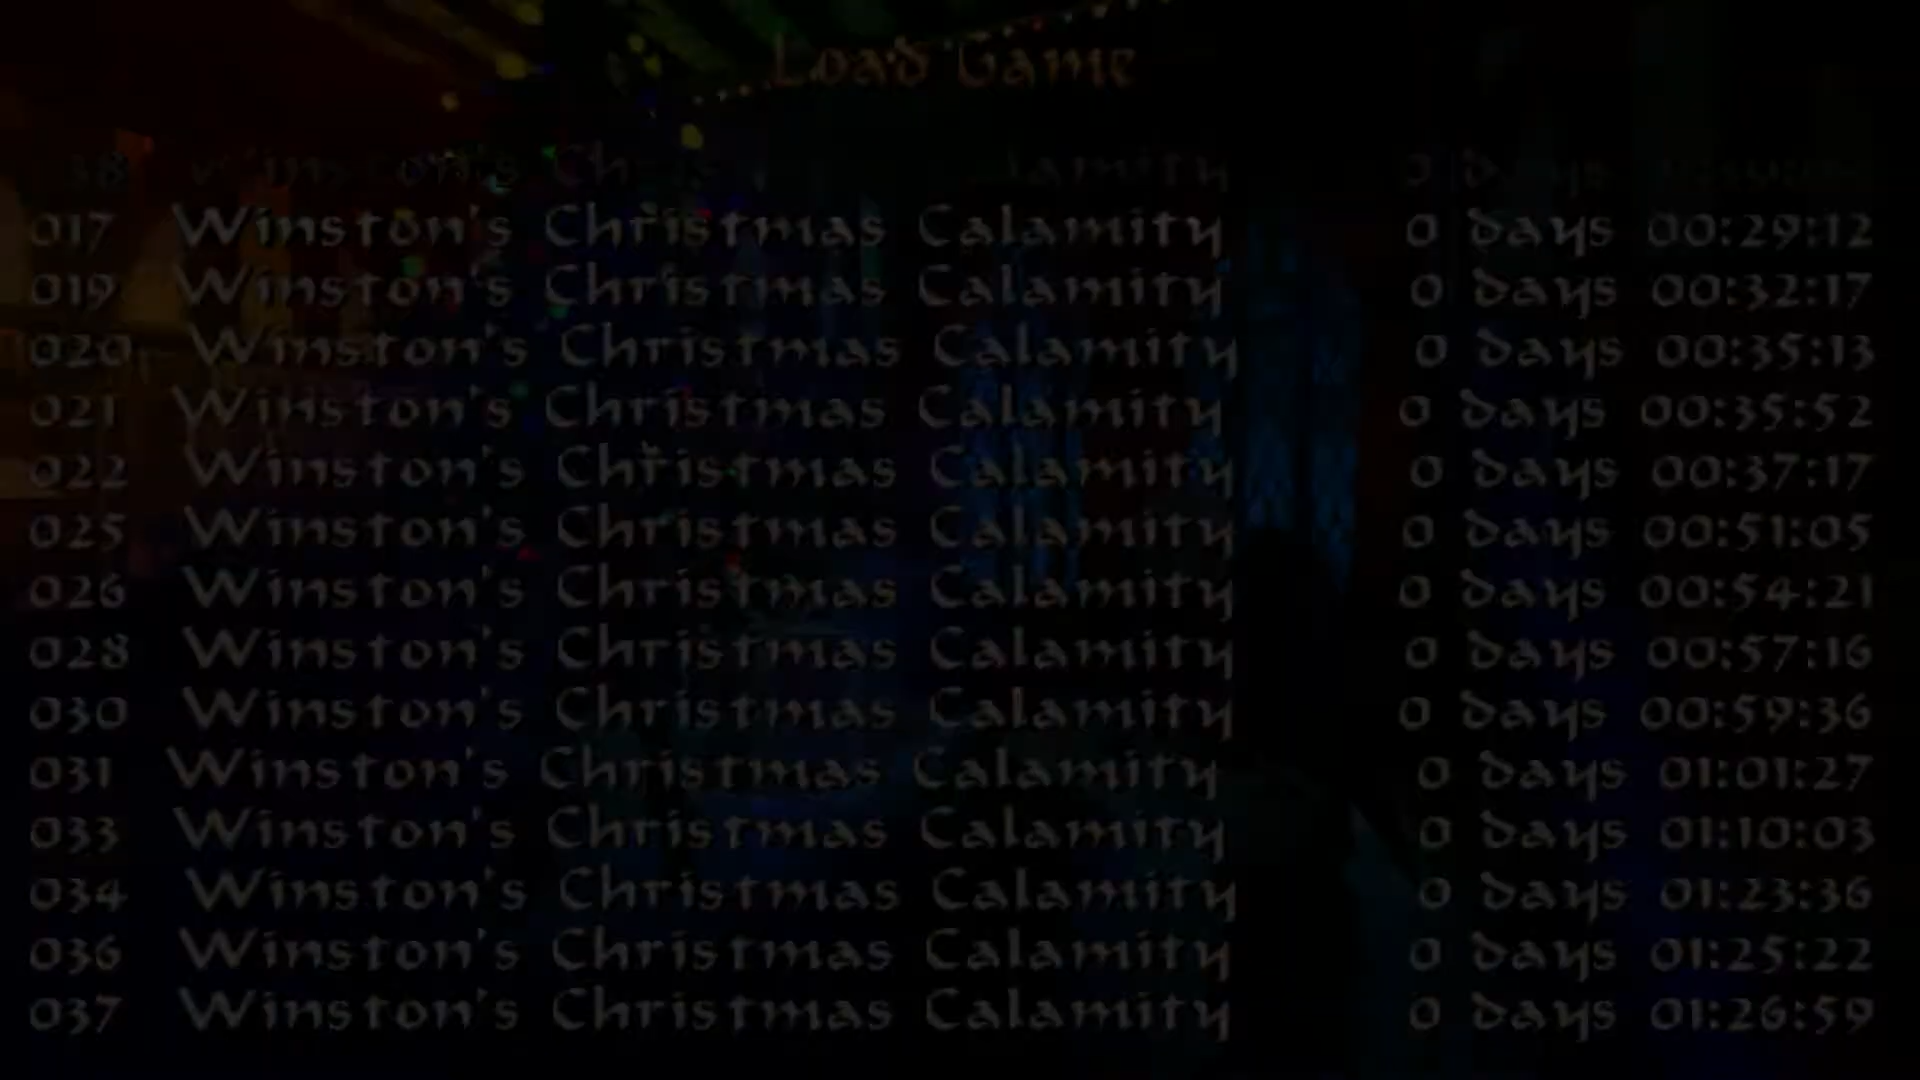 Load Game
38 Winston's Ch
017 Winston's Christmas Calamity 0 days 00:29:12
019 Winston's Christmas Calamity 0 days 00:32:17
020 Winston's Christmas Calamity 0 days 00:35:13
021 Winston's Christmas Calamity 0 days 00:35:52
022 Winston's Christmas Calamity 0 days 00:37:17
025 Winston's Christmas Calamity 0 days 00:51:05
026 Winston's Christmas Calamity 0 days 00:54:21
028 Winston's Christmas Calamity 0 days 00:57:16
030 Winston's Christmas Calamity 0 days 00:59:36
031 Winston's Christmas Calamity 0 days 01:01:27
033 Winston's Christmas Calamity 0 days 01:10:03
034 Winston's Christmas Calamity 0 days 01:23:36
036 Winston's Christmas Calamity 0 days 01:25:22
037 Winston's Christmas Calamity 0 days 01:26:59